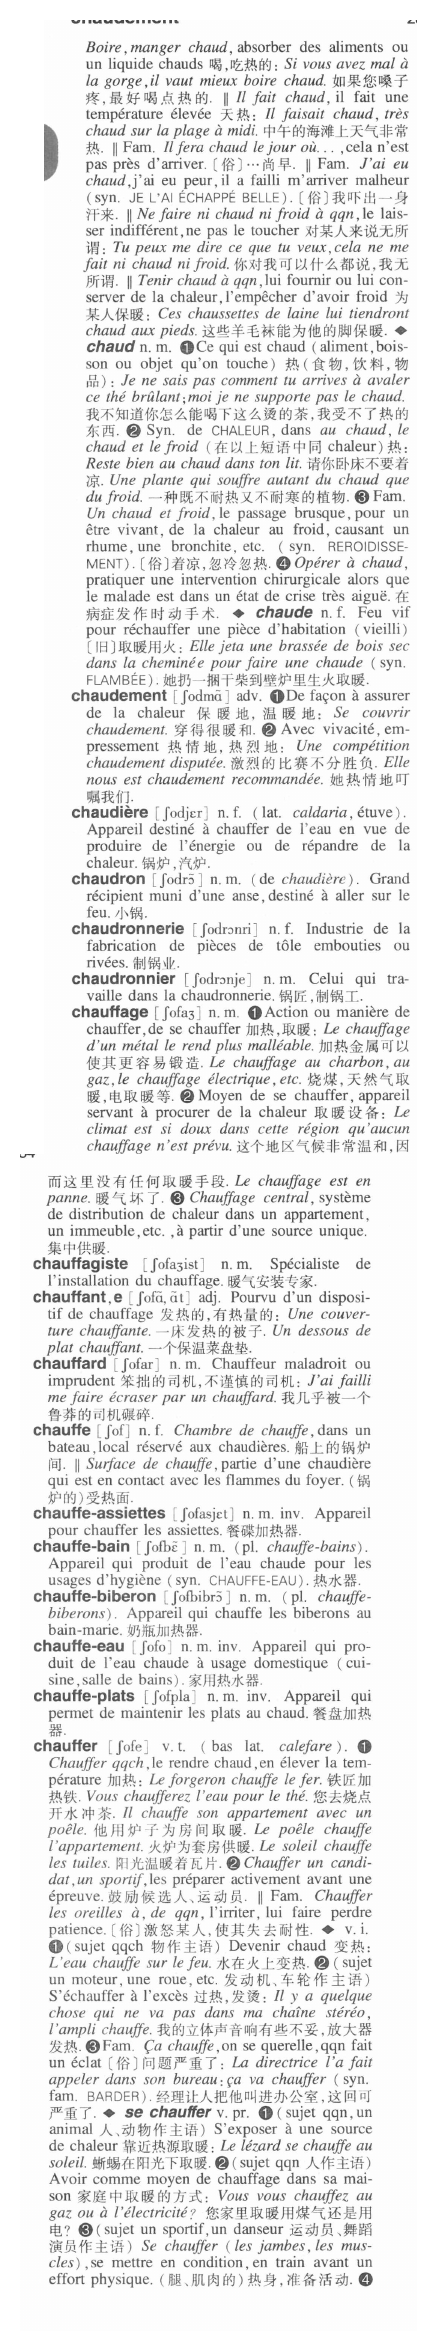 Boire, manger chaud, absorber des aliments ou
un liquide chauds 喝,吃热的: Si vous avez mal à
la gorge, il vaut mieux boire chaud. 如果您嗓子
疼,最好喝点热的. ‖ Il fait chaud, il fait une
température élevée 天热: Il faisait chaud, très
chaud sur la plage à midi. 中午的海滩上天气非常
热. ‖ Fam. Il fera chaud le jour où..., cela n'est
pas près d'arriver. [俗]…尚早. ‖ Fam. J'ai eu
chaud, j'ai eu peur, il a failli m'arriver malheur
(syn. JE L'AI ÉCHAPPÉ BELLE). [俗]我吓出一身
汗来. ‖ Ne faire ni chaud ni froid à qqn, le lais-
ser indifférent, ne pas le toucher 对某人来说无所
谓: Tu peux me dire ce que tu veux, cela ne me
fait ni chaud ni froid. 你对我可以什么都说,我无
所谓. ‖ Tenir chaud à qqn, lui fournir ou lui con-
server de la chaleur, l'empêcher d'avoir froid 为
某人保暖: Ces chaussettes de laine lui tiendront
chaud aux pieds. 这些羊毛袜能为他的脚保暖. ◆
chaud n. m. ❶Ce qui est chaud (aliment, bois-
son ou objet qu'on touche) 热(食物,饮料,物
品): Je ne sais pas comment tu arrives à avaler
ce thé brûlant; moi je ne supporte pas le chaud.
我不知道你怎么能喝下这么烫的茶,我受不了热的
东西. ❷ Syn. de CHALEUR, dans au chaud, le
chaud et le froid (在以上短语中同 chaleur)热:
Reste bien au chaud dans ton lit. 请你卧床不要着
凉. Une plante qui souffre autant du chaud que
du froid. 一种既不耐热又不耐寒的植物. ❸ Fam.
Un chaud et froid, le passage brusque, pour un
être vivant, de la chaleur au froid, causant un
rhume, une bronchite, etc. (syn. REROIDISSE-
MENT). [俗]着凉,忽冷忽热. ❹ Opérer à chaud,
pratiquer une intervention chirurgicale alors que
le malade est dans un état de crise très aiguë. 在
病症发作时动手术. ◆ chaude n. f. Feu vif
pour réchauffer une pièce d'habitation (vieilli)
[旧]取暖用火: Elle jeta une brassée de bois sec
dans la cheminée pour faire une chaude (syn.
FLAMBÉE). 她扔一捆干柴到壁炉里生火取暖.
chaudement [ʃodmɑ̃] adv. ❶De façon à assurer
de la chaleur 保暖地,温暖地: Se couvrir
chaudement. 穿得很暖和. ❷ Avec vivacité, em-
pressement 热情地,热烈地: Une compétition
chaudement disputée. 激烈的比赛不分胜负. Elle
nous est chaudement recommandée. 她热情地叮
嘱我们.
chaudière [ʃodjɛr] n. f. (lat. caldaria, étuve).
Appareil destiné à chauffer de l'eau en vue de
produire de l'énergie ou de répandre de la
chaleur. 锅炉,汽炉.
chaudron [ʃodrɔ̃] n. m. (de chaudière). Grand
récipient muni d'une anse, destiné à aller sur le
feu. 小锅.
chaudronnerie [ʃodrɔnri] n. f. Industrie de la
fabrication de pièces de tôle embouties ou
rivées. 制锅业.
chaudronnier [ʃodrɔnje] n. m. Celui qui tra-
vaille dans la chaudronnerie. 锅匠,制锅工.
chauffage [ʃofaʒ] n. m. ❶Action ou manière de
chauffer, de se chauffer 加热,取暖: Le chauffage
d'un métal le rend plus malléable. 加热金属可以
使其更容易锻造. Le chauffage au charbon, au
gaz, le chauffage électrique, etc. 烧煤,天然气取
暖,电取暖等. ❷ Moyen de se chauffer, appareil
servant à procurer de la chaleur 取暖设备: Le
climat est si doux dans cette région qu'aucun
chauffage n'est prévu. 这个地区气候非常温和,因
而这里没有任何取暖手段. Le chauffage est en
panne. 暖气坏了. ❸ Chauffage central, système
de distribution de chaleur dans un appartement,
un immeuble, etc., à partir d'une source unique.
集中供暖.
chauffagiste [ʃofaʒist] n. m. Spécialiste de
l'installation du chauffage. 暖气安装专家.
chauffant, e [ʃofɑ̃, ɑ̃t] adj. Pourvu d'un disposi-
tif de chauffage 发热的,有热量的: Une couver-
ture chauffante. 一床发热的被子. Un dessous de
plat chauffant. 一个保温菜盘垫.
chauffard [ʃofar] n. m. Chauffeur maladroit ou
imprudent 笨拙的司机,不谨慎的司机: J'ai failli
me faire écraser par un chauffard. 我几乎被一个
鲁莽的司机碾碎.
chauffe [ʃof] n. f. Chambre de chauffe, dans un
bateau, local réservé aux chaudières. 船上的锅炉
间. ‖ Surface de chauffe, partie d'une chaudière
qui est en contact avec les flammes du foyer. (锅
炉的)受热面.
chauffe-assiettes [ʃofasjɛt] n. m. inv. Appareil
pour chauffer les assiettes. 餐碟加热器.
chauffe-bain [ʃofbɛ̃] n. m. (pl. chauffe-bains).
Appareil qui produit de l'eau chaude pour les
usages d'hygiène (syn. CHAUFFE-EAU). 热水器.
chauffe-biberon [ʃofbibrɔ̃] n. m. (pl. chauffe-
biberons). Appareil qui chauffe les biberons au
bain-marie. 奶瓶加热器.
chauffe-eau [ʃofo] n. m. inv. Appareil qui pro-
duit de l'eau chaude à usage domestique (cui-
sine, salle de bains). 家用热水器.
chauffe-plats [ʃofpla] n. m. inv. Appareil qui
permet de maintenir les plats au chaud. 餐盘加热
器.
chauffer [ʃofe] v. t. (bas lat. calefare). ❶
Chauffer qqch, le rendre chaud, en élever la tem-
pérature 加热: Le forgeron chauffe le fer. 铁匠加
热铁. Vous chaufferez l'eau pour le thé. 您去烧点
开水冲茶. Il chauffe son appartement avec un
poêle. 他用炉子为房间取暖. Le poêle chauffe
l'appartement. 火炉为套房供暖. Le soleil chauffe
les tuiles. 阳光温暖着瓦片. ❷ Chauffer un candi-
dat, un sportif, les préparer activement avant une
épreuve. 鼓励候选人、运动员. ‖ Fam. Chauffer
les oreilles à, de qqn, l'irriter, lui faire perdre
patience. [俗]激怒某人,使其失去耐性. ◆ v. i.
❶(sujet qqch 物作主语) Devenir chaud 变热:
L'eau chauffe sur le feu. 水在火上变热. ❷(sujet
un moteur, une roue, etc. 发动机、车轮作主语)
S'échauffer à l'excès 过热,发烫: Il y a quelque
chose qui ne va pas dans ma chaîne stéréo,
l'ampli chauffe. 我的立体声音响有些不妥,放大器
发热. ❸Fam. Ça chauffe, on se querelle, qqn fait
un éclat [俗]问题严重了: La directrice l'a fait
appeler dans son bureau: ça va chauffer (syn.
fam. BARDER). 经理让人把他叫进办公室,这回可
严重了. ◆ se chauffer v. pr. ❶(sujet qqn, un
animal 人、动物作主语) S'exposer à une source
de chaleur 靠近热源取暖: Le lézard se chauffe au
soleil. 蜥蜴在阳光下取暖. ❷(sujet qqn 人作主语)
Avoir comme moyen de chauffage dans sa mai-
son 家庭中取暖的方式: Vous vous chauffez au
gaz ou à l'électricité? 您家里取暖用煤气还是用
电? ❸(sujet un sportif, un danseur 运动员、舞蹈
演员作主语) Se chauffer (les jambes, les mus-
cles), se mettre en condition, en train avant un
effort physique. (腿、肌肉的)热身,准备活动. ❹